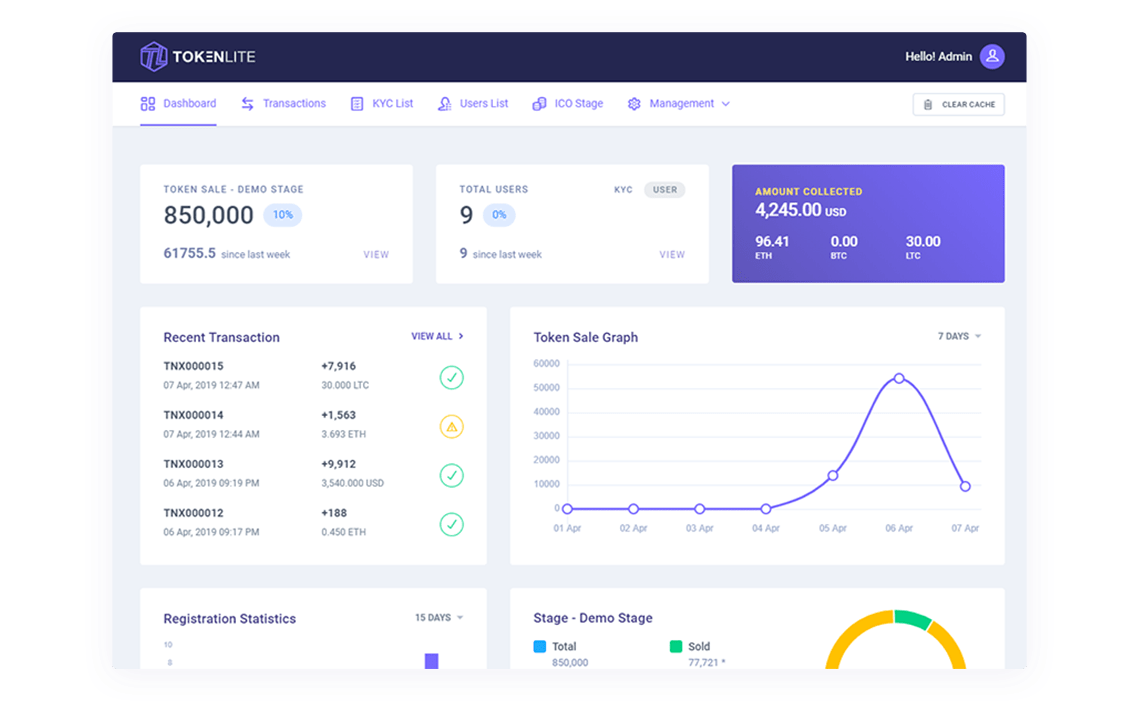 TOKENLITE
Hello! Admin
Dashboard Transactions KYC List Users List ICO Stage Management CLEAR CACHE
TOKEN SALE - DEMO STAGE
850,000 10%
61755.5 since last week VIEW
TOTAL USERS KYC USER
9 0%
9 since last week VIEW
AMOUNT COLLECTED
4,245.00 USD
96.41 0.00 30.00
ETH BTC LTC
Recent Transaction VIEW ALL
TNX000015 +7,916
07 Apr, 2019 12:47 AM 30.000 LTC
TNX000014 +1,563
07 Apr, 2019 12:44 AM 3.693 ETH
TNX000013 +9,912
06 Apr, 2019 09:19 PM 3,540.000 USD
TNX000012 +188
06 Apr, 2019 09:17 PM 0.450 ETH
Token Sale Graph 7 DAYS
60000
50000
40000
30000
20000
10000
0
01 Apr 02 Apr 03 Apr 04 Apr 05 Apr 06 Apr 07 Apr
Registration Statistics 15 DAYS
10
8
Stage - Demo Stage
Total Sold
850,000 77,721 *